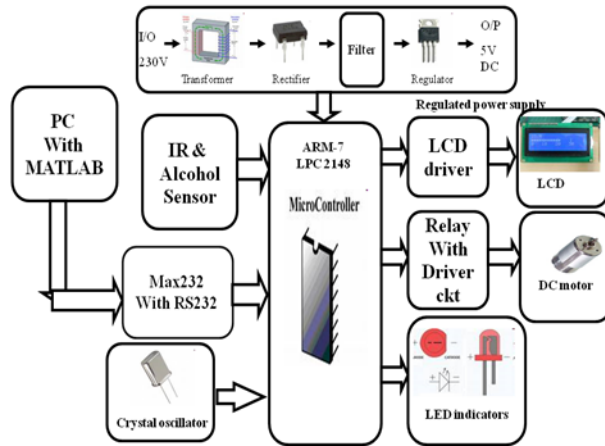 I/O
230V
Transformer
Rectifier
Filter
Regulator
O/P
5V
DC
Regulated power supply
PC
With
MATLAB
IR &
Alcohol
Sensor
ARM-7
LPC2148
MicroController
LCD
driver
LCD
Max232
With RS232
Relay
With
Driver
ckt
DC motor
Crystal oscillator
LED indicators